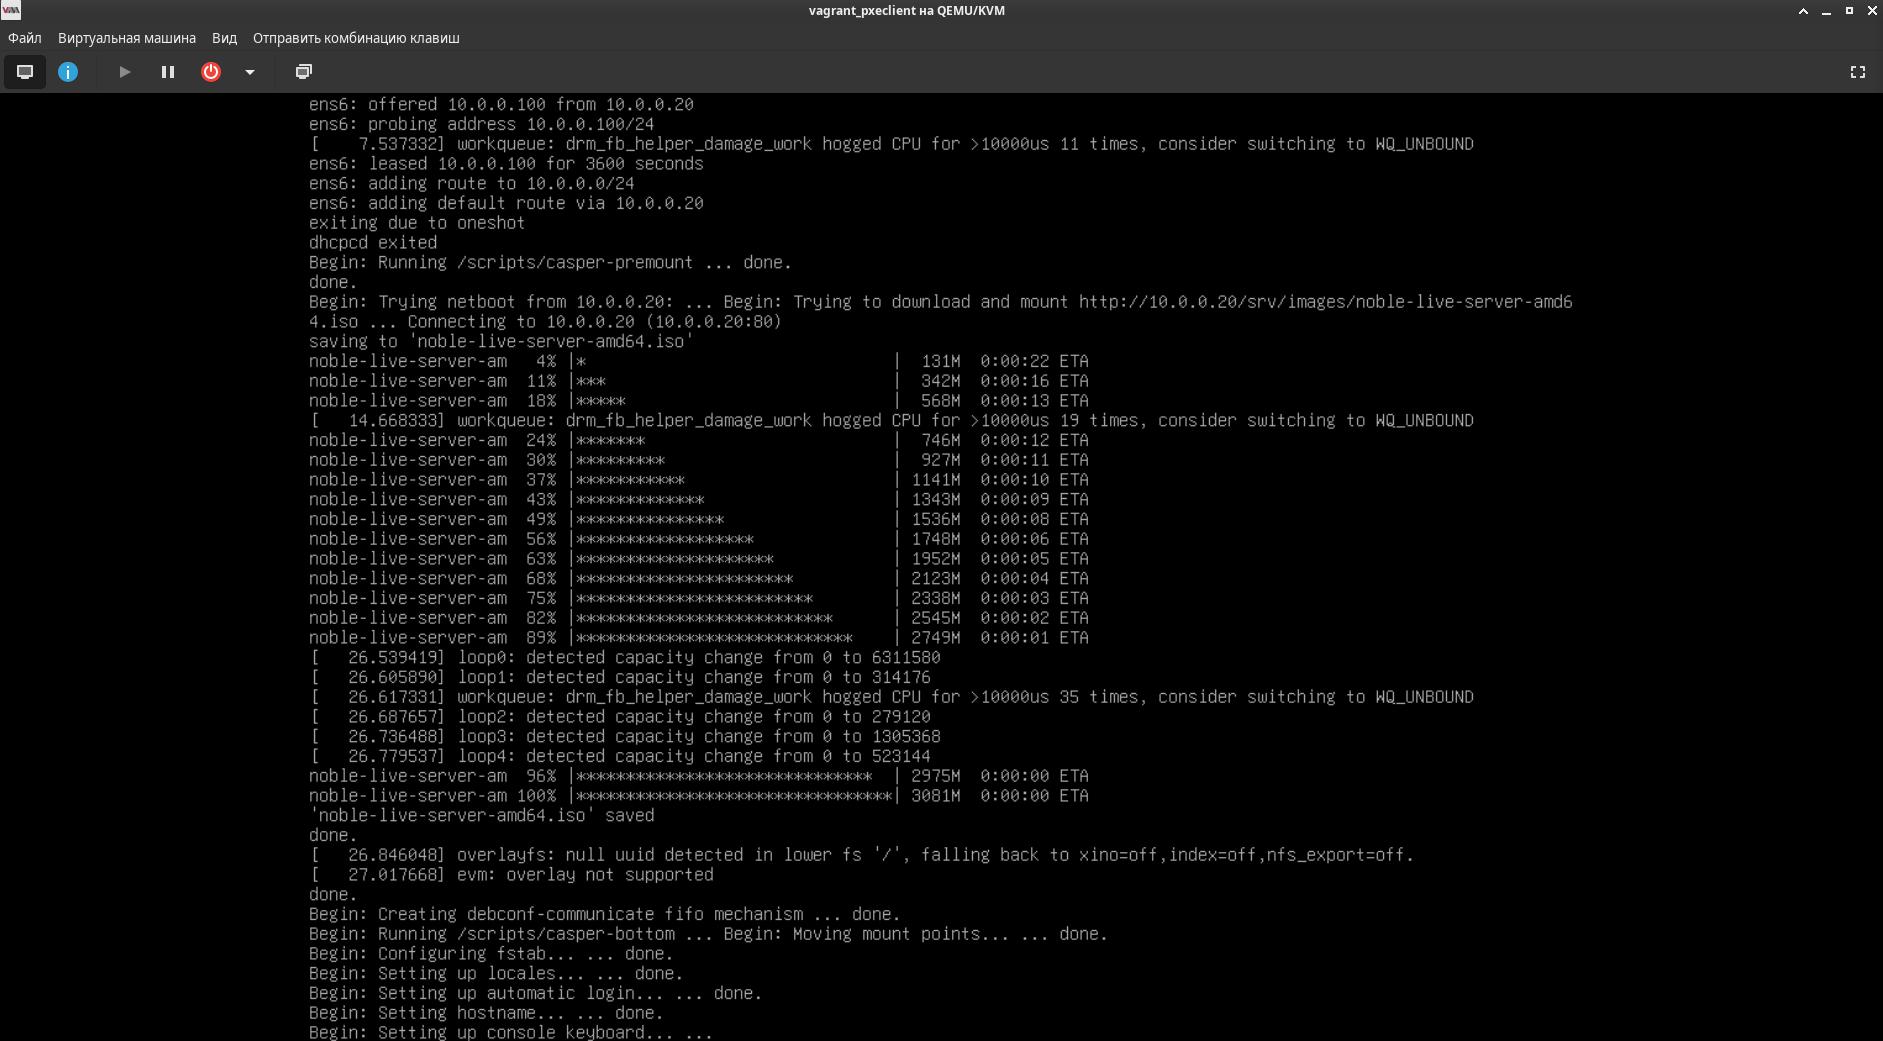 vagrant_pxeclient на QEMU/KVM
Файл Виртуальная машина Вид Отправить комбинацию клавиш
ens6: offered 10.0.0.100 from 10.0.0.20
ens6: probing address 10.0.0.100/24
[    7.537332] workqueue: drm_fb_helper_damage_work hogged CPU for >10000us 11 times, consider switching to WQ_UNBOUND
ens6: leased 10.0.0.100 for 3600 seconds
ens6: adding route to 10.0.0.0/24
ens6: adding default route via 10.0.0.20
exiting due to oneshot
dhcpcd exited
Begin: Running /scripts/casper-premount ... done.
done.
Begin: Trying netboot from 10.0.0.20: ... Begin: Trying to download and mount http://10.0.0.20/srv/images/noble-live-server-amd6
4.iso ... Connecting to 10.0.0.20 (10.0.0.20:80)
saving to 'noble-live-server-amd64.iso'
noble-live-server-am   4% |*                               |  131M  0:00:22 ETA
noble-live-server-am  11% |***                             |  342M  0:00:16 ETA
noble-live-server-am  18% |*****                           |  568M  0:00:13 ETA
[   14.668333] workqueue: drm_fb_helper_damage_work hogged CPU for >10000us 19 times, consider switching to WQ_UNBOUND
noble-live-server-am  24% |*******                         |  746M  0:00:12 ETA
noble-live-server-am  30% |*********                       |  927M  0:00:11 ETA
noble-live-server-am  37% |***********                     | 1141M  0:00:10 ETA
noble-live-server-am  43% |*************                   | 1343M  0:00:09 ETA
noble-live-server-am  49% |***************                 | 1536M  0:00:08 ETA
noble-live-server-am  56% |******************              | 1748M  0:00:06 ETA
noble-live-server-am  63% |********************            | 1952M  0:00:05 ETA
noble-live-server-am  68% |**********************          | 2123M  0:00:04 ETA
noble-live-server-am  75% |************************        | 2338M  0:00:03 ETA
noble-live-server-am  82% |**************************      | 2545M  0:00:02 ETA
noble-live-server-am  89% |****************************    | 2749M  0:00:01 ETA
[   26.539419] loop0: detected capacity change from 0 to 6311580
[   26.605890] loop1: detected capacity change from 0 to 314176
[   26.617331] workqueue: drm_fb_helper_damage_work hogged CPU for >10000us 35 times, consider switching to WQ_UNBOUND
[   26.687657] loop2: detected capacity change from 0 to 279120
[   26.736488] loop3: detected capacity change from 0 to 1305368
[   26.779537] loop4: detected capacity change from 0 to 523144
noble-live-server-am  96% |******************************  | 2975M  0:00:00 ETA
noble-live-server-am 100% |********************************| 3081M  0:00:00 ETA
'noble-live-server-amd64.iso' saved
done.
[   26.846048] overlayfs: null uuid detected in lower fs '/', falling back to xino=off,index=off,nfs_export=off.
[   27.017668] evm: overlay not supported
done.
Begin: Creating debconf-communicate fifo mechanism ... done.
Begin: Running /scripts/casper-bottom ... Begin: Moving mount points... ... done.
Begin: Configuring fstab... ... done.
Begin: Setting up locales... ... done.
Begin: Setting up automatic login... ... done.
Begin: Setting hostname... ... done.
Begin: Setting up console keyboard... ...